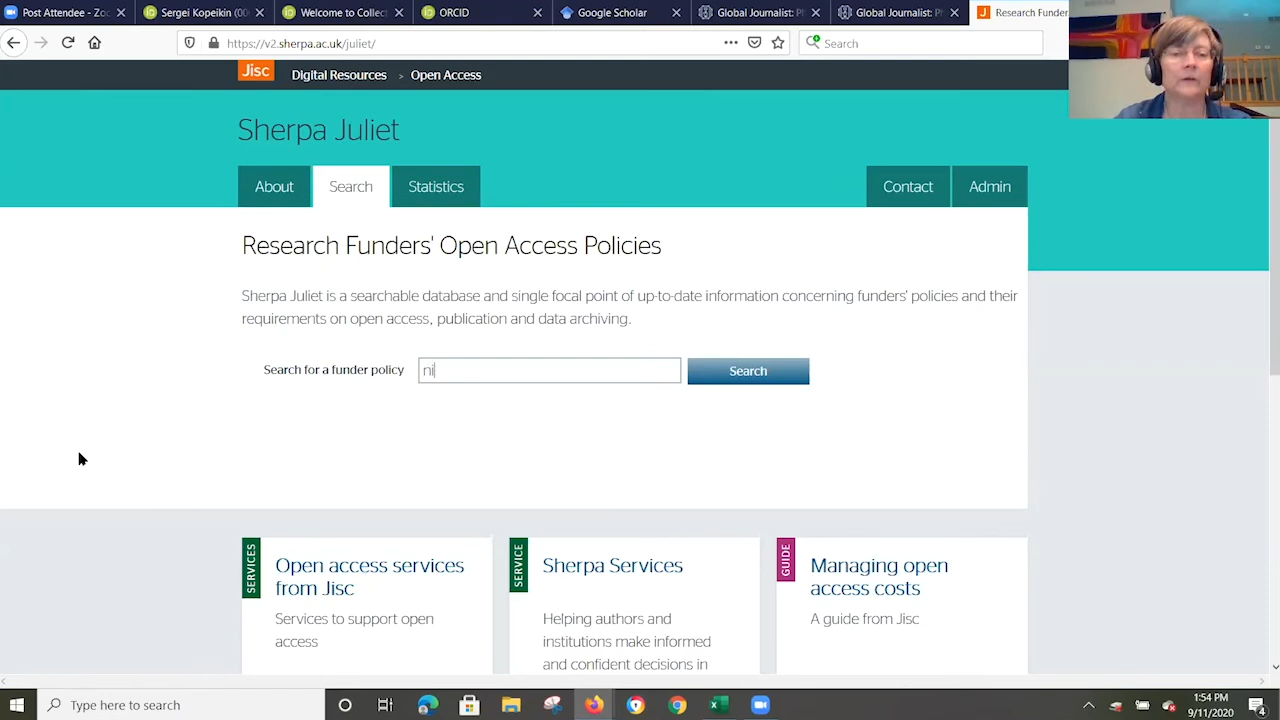 Post Attendee - Zoo
Sergei Kopeikin (00
Welcome to Collect
ORCID
Google Scholar
Global Journalist: Ph
Global Journalist: Ph
Research Funder
https://v2.sherpa.ac.uk/juliet/
Search
Jisc
Digital Resources > Open Access
Sherpa Juliet
About
Search
Statistics
Contact
Admin
Research Funders' Open Access Policies
Sherpa Juliet is a searchable database and single focal point of up-to-date information concerning funders' policies and their
requirements on open access, publication and data archiving.
Search for a funder policy
ni
Search
SERVICES
Open access services
from Jisc
Services to support open
access
SERVICE
Sherpa Services
Helping authors and
institutions make informed
and confident decisions in
GUIDE
Managing open
access costs
A guide from Jisc
Type here to search
1:54 PM
9/11/2020
4